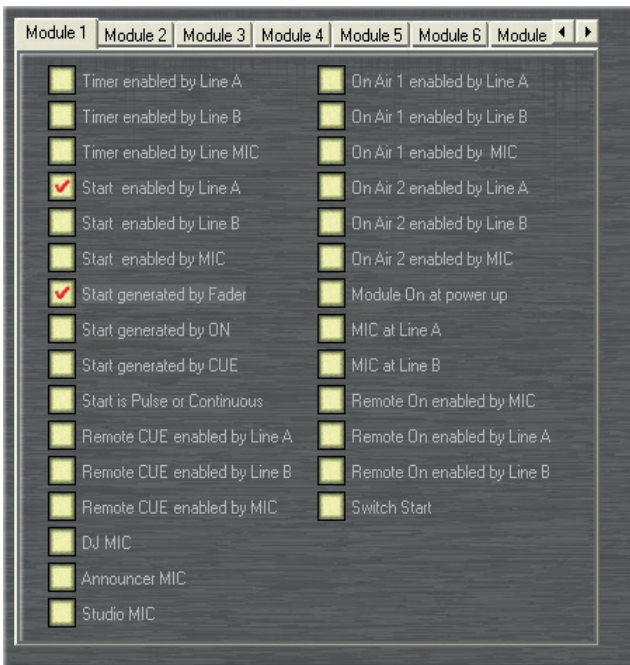 Module 1 Module 2 Module 3 Module 4 Module 5 Module 6 Module
Timer enabled by Line A
Timer enabled by Line B
Timer enabled by Line MIC
Start enabled by Line A
Start enabled by Line B
Start enabled by MIC
Start generated by Fader
Start generated by ON
Start generated by CUE
Start is Pulse or Continuous
Remote CUE enabled by Line A
Remote CUE enabled by Line B
Remote CUE enabled by MIC
DJ MIC
Announcer MIC
Studio MIC
On Air 1 enabled by Line A
On Air 1 enabled by Line B
On Air 1 enabled by MIC
On Air 2 enabled by Line A
On Air 2 enabled by Line B
On Air 2 enabled by MIC
Module On at power up
MIC at Line A
MIC at Line B
Remote On enabled by MIC
Remote On enabled by Line A
Remote On enabled by Line B
Switch Start